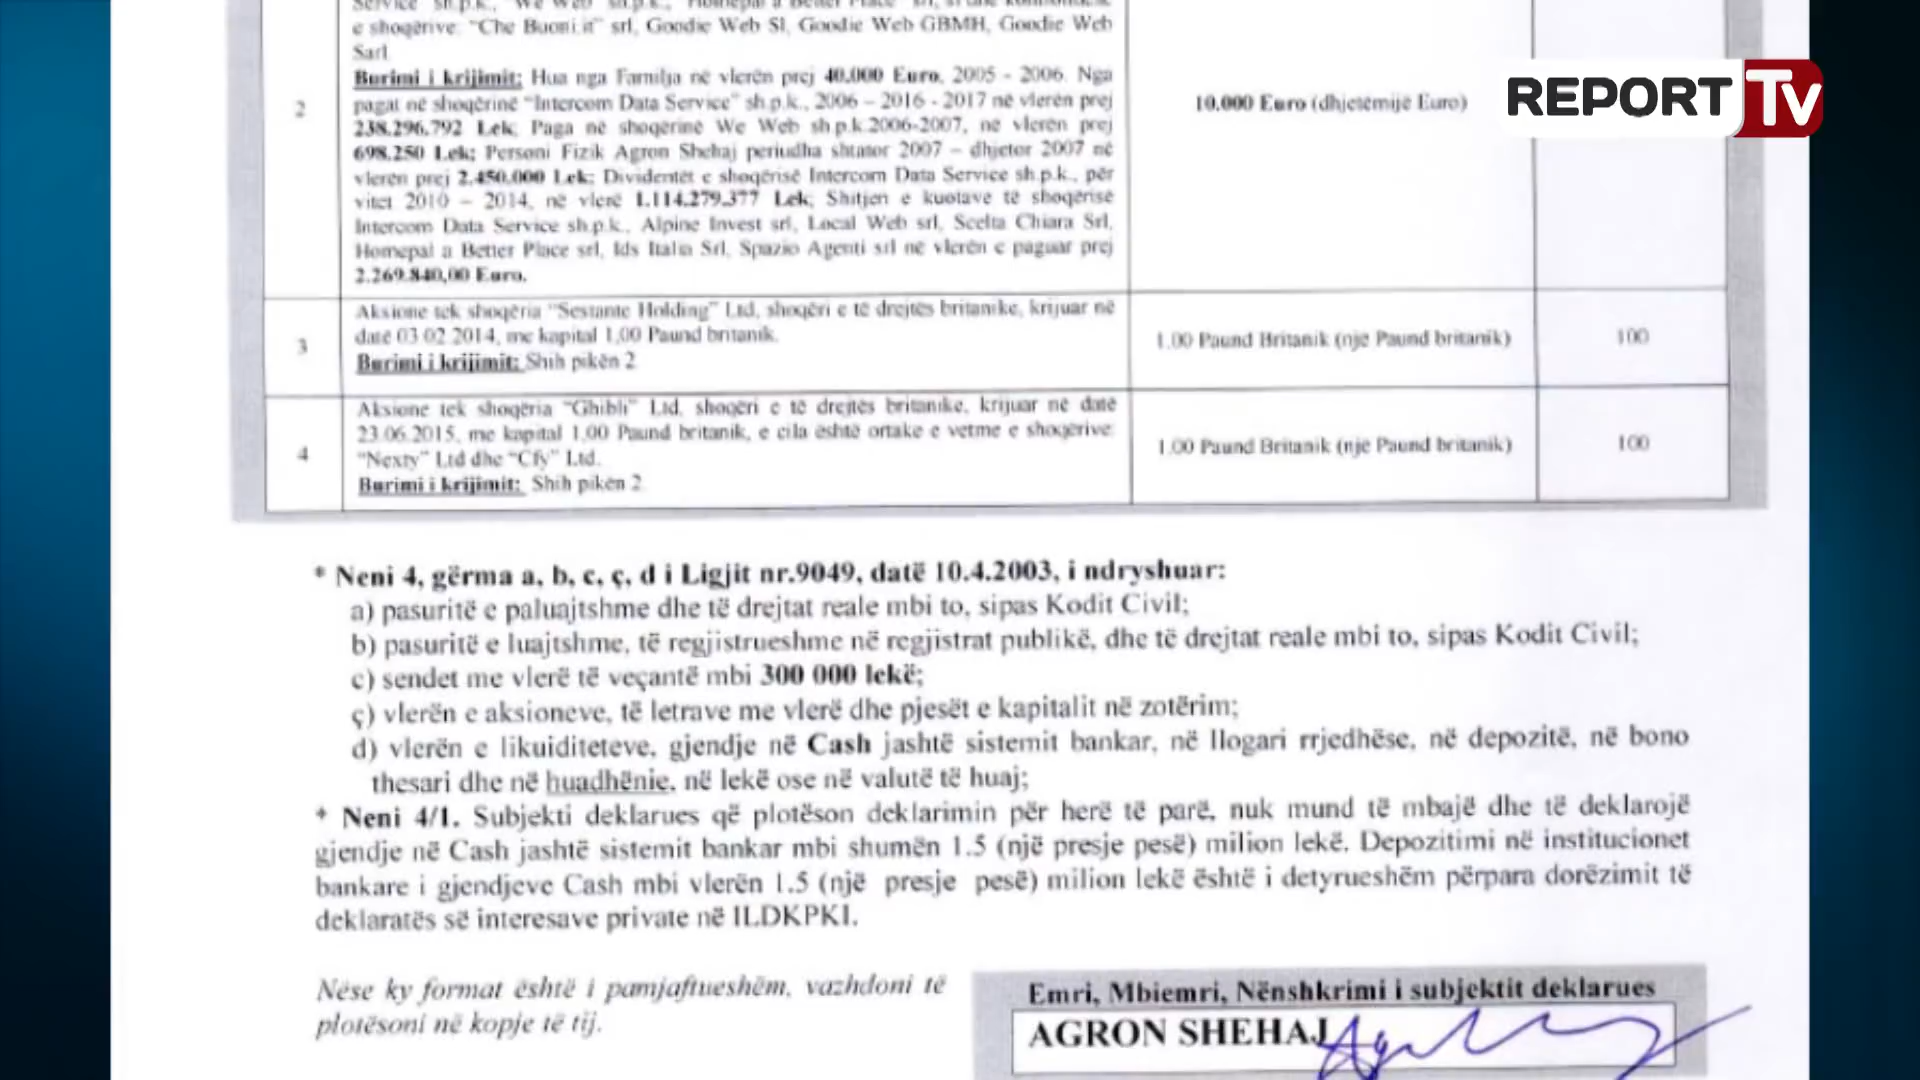 Service" sh.p.k., "We Web" sh.p.k., "Homepal a Better Place" srl,
e shoqërive: "Che Buoni.it" srl, Goodie Web Sl, Goodie Web GBMH, Goodie Web
Sarl
2
Burimi i krijimit: Hua nga Familja në vlerën prej 40.000 Euro, 2005 - 2006. Nga
pagat në shoqërinë "Intercom Data Service" sh.p.k., 2006 – 2016 - 2017 në vlerën prej
238.296.792 Lek; Paga në shoqërinë We Web sh.p.k.2006-2007, në vlerën prej
698.250 Lek; Personi Fizik Agron Shehaj periudha shtator 2007 – dhjetor 2007 në
vlerën prej 2.450.000 Lek; Dividentët e shoqërisë Intercom Data Service sh.p.k., për
vitet 2010 – 2014, në vlerë 1.114.279.377 Lek; Shitjen e kuotave të shoqërisë
Intercom Data Service sh.p.k., Alpine Invest srl, Local Web srl, Scelta Chiara Srl,
Homepal a Better Place srl, Ids Italia Srl, Spazio Agenti srl në vlerën e paguar prej
2.269.840,00 Euro.
10.000 Euro (dhjetëmijë Euro)
REPORT Tv
3
Aksione tek shoqëria "Sestante Holding" Ltd, shoqëri e të drejtës britanike, krijuar në
datë 03.02.2014, me kapital 1,00 Paund britanik.
Burimi i krijimit: Shih pikën 2
1.00 Paund Britanik (një Paund britanik)
100
4
Aksione tek shoqëria "Ghibli" Ltd, shoqëri e të drejtës britanike, krijuar në datë
23.06.2015, me kapital 1,00 Paund britanik, e cila është ortake e vetme e shoqërive:
"Nexty" Ltd dhe "Cfy" Ltd.
Burimi i krijimit: Shih pikën 2
1.00 Paund Britanik (një Paund britanik)
100
* Neni 4, gërma a, b, c, ç, d i Ligjit nr.9049, datë 10.4.2003, i ndryshuar:
a) pasuritë e paluajtshme dhe të drejtat reale mbi to, sipas Kodit Civil;
b) pasuritë e luajtshme, të regjistrueshme në regjistrat publikë, dhe të drejtat reale mbi to, sipas Kodit Civil;
c) sendet me vlerë të veçantë mbi 300 000 lekë;
ç) vlerën e aksioneve, të letrave me vlerë dhe pjesët e kapitalit në zotërim;
d) vlerën e likuiditeteve, gjendje në Cash jashtë sistemit bankar, në llogari rrjedhëse, në depozitë, në bono
thesari dhe në huadhënie, në lekë ose në valutë të huaj;
* Neni 4/1. Subjekti deklarues që plotëson deklarimin për herë të parë, nuk mund të mbajë dhe të deklarojë
gjendje në Cash jashtë sistemit bankar mbi shumën 1.5 (një presje pesë) milion lekë. Depozitimi në institucionet
bankare i gjendjeve Cash mbi vlerën 1.5 (një presje pesë) milion lekë është i detyrueshëm përpara dorëzimit të
deklaratës së interesave private në ILDKPKI.
Nëse ky format është i pamjaftueshëm, vazhdoni të
plotësoni në kopje të tij.
Emri, Mbiemri, Nënshkrimi i subjektit deklarues
AGRON SHEHAJ